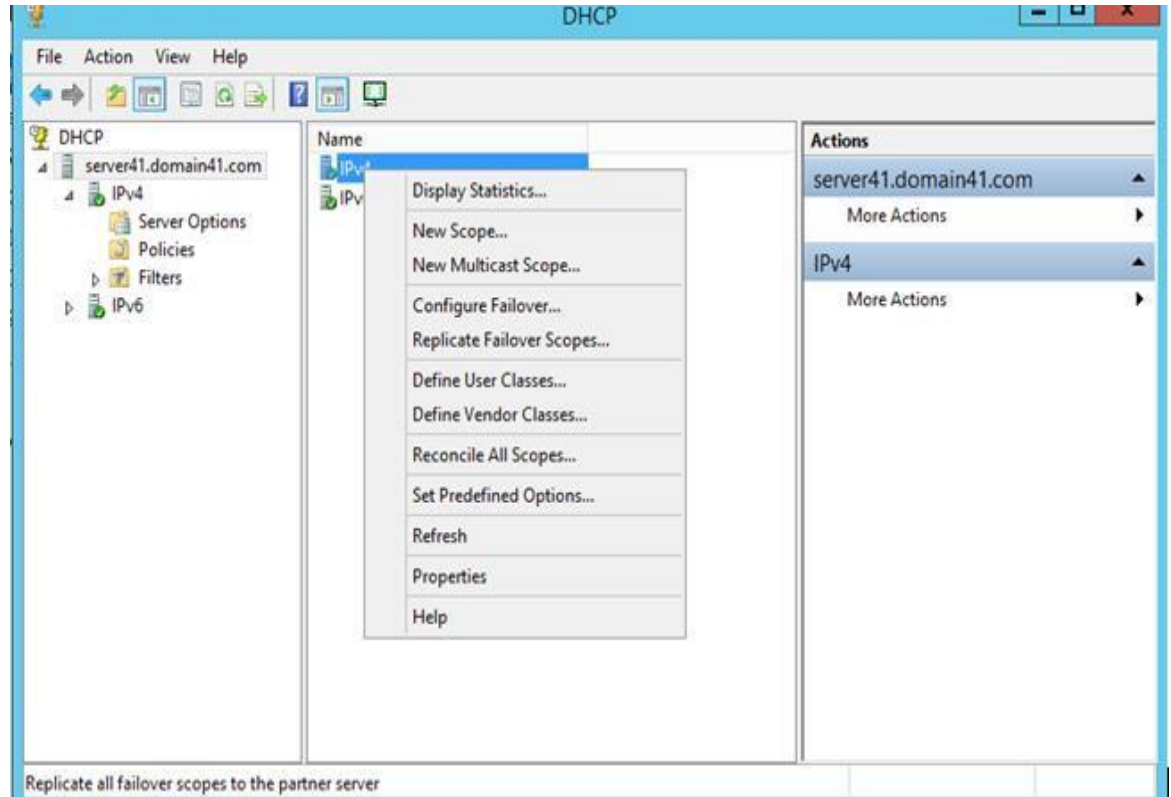 DHCP
File Action View Help
DHCP
server41.domain41.com
IPv4
Server Options
Policies
Filters
IPv6
Name
IPv4
IPv
Display Statistics...
New Scope...
New Multicast Scope...
Configure Failover...
Replicate Failover Scopes...
Define User Classes...
Define Vendor Classes...
Reconcile All Scopes...
Set Predefined Options...
Refresh
Properties
Help
Actions
server41.domain41.com
More Actions
IPv4
More Actions
Replicate all failover scopes to the partner server